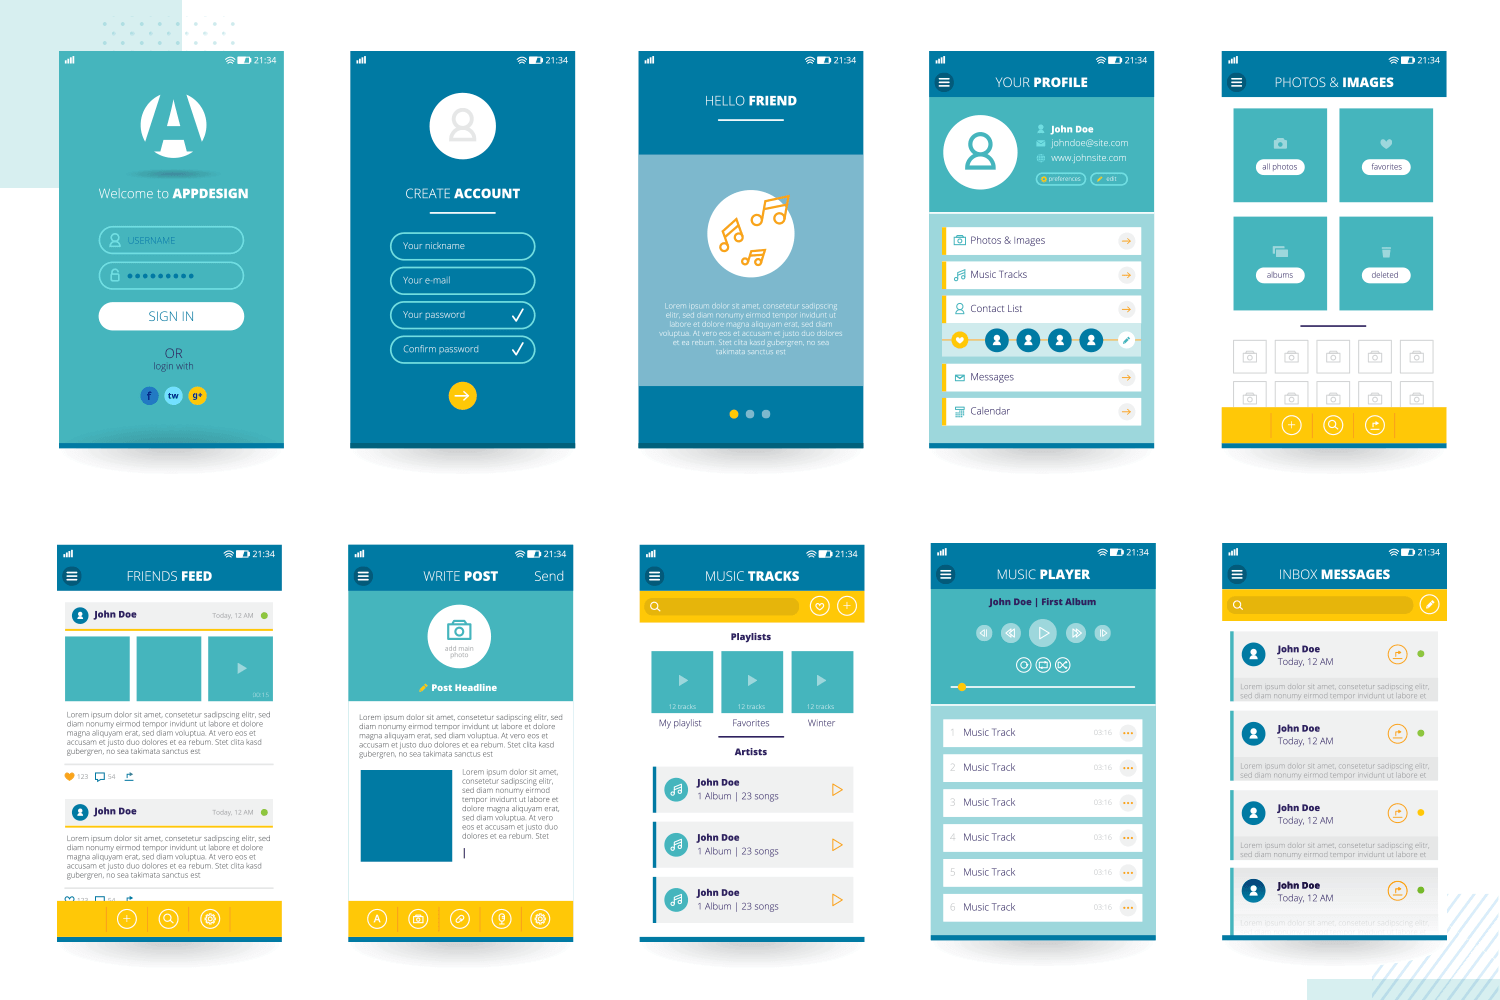 21:34
Welcome to APPDESIGN
USERNAME
SIGN IN
OR
login with
f
tw
g+
21:34
CREATE ACCOUNT
Your nickname
Your e-mail
Your password
Confirm password
21:34
HELLO FRIEND
Lorem ipsum dolor sit amet, consetetur sadipscing
elitr, sed diam nonumy eirmod tempor invidunt ut
labore et dolore magna aliquyam erat, sed diam
voluptua. At vero eos et accusam et justo duo dolores
et ea rebum. Stet clita kasd gubergren, no sea
takimata sanctus est
21:34
YOUR PROFILE
John Doe
johndoe@site.com
www.johnsite.com
preferences
edit
Photos & Images
Music Tracks
Contact List
Messages
Calendar
21:34
PHOTOS & IMAGES
all photos
favorites
albums
deleted
21:34
FRIENDS FEED
John Doe
Today, 12 AM
00:15
Lorem ipsum dolor sit amet, consetetur sadipscing elitr, sed
diam nonumy eirmod tempor invidunt ut labore et dolore
magna aliquyam erat, sed diam voluptua. At vero eos et
accusam et justo duo dolores et ea rebum. Stet clita kasd
gubergren, no sea takimata sanctus est
123
54
John Doe
Today, 12 AM
Lorem ipsum dolor sit amet, consetetur sadipscing elitr, sed
diam nonumy eirmod tempor invidunt ut labore et dolore
magna aliquyam erat, sed diam voluptua. At vero eos et
accusam et justo duo dolores et ea rebum. Stet clita kasd
gubergren, no sea takimata sanctus est
123
54
21:34
WRITE POST
Send
add main
photo
Post Headline
Lorem ipsum dolor sit amet, consetetur sadipscing elitr, sed
diam nonumy eirmod tempor invidunt ut labore et dolore
magna aliquyam erat, sed diam voluptua. At vero eos et
accusam et justo duo dolores et ea rebum. Stet clita kasd
gubergren, no sea takimata sanctus est
Lorem ipsum dolor sit amet,
consetetur sadipscing elitr,
sed diam nonumy eirmod
tempor invidunt ut labore et
dolore magna aliquyam erat,
sed diam voluptua. At vero
eos et accusam et justo duo
dolores et ea rebum. Stet
A
21:34
MUSIC TRACKS
Playlists
12 tracks
12 tracks
12 tracks
My playlist
Favorites
Winter
Artists
John Doe
1 Album | 23 songs
John Doe
1 Album | 23 songs
John Doe
1 Album | 23 songs
21:34
MUSIC PLAYER
John Doe | First Album
1 Music Track 03:16
2 Music Track 03:16
3 Music Track 03:16
4 Music Track 03:16
5 Music Track 03:16
6 Music Track 03:16
21:34
INBOX MESSAGES
John Doe
Today, 12 AM
Lorem ipsum dolor sit amet, consetetur sadipscing elitr,
sed diam nonumy eirmod tempor invidunt ut labore et
John Doe
Today, 12 AM
Lorem ipsum dolor sit amet, consetetur sadipscing elitr,
sed diam nonumy eirmod tempor invidunt ut labore et
John Doe
Today, 12 AM
Lorem ipsum dolor sit amet, consetetur sadipscing elitr,
sed diam nonumy eirmod tempor invidunt ut labore et
John Doe
Today, 12 AM
Lorem ipsum dolor sit amet, consetetur sadipscing elitr,